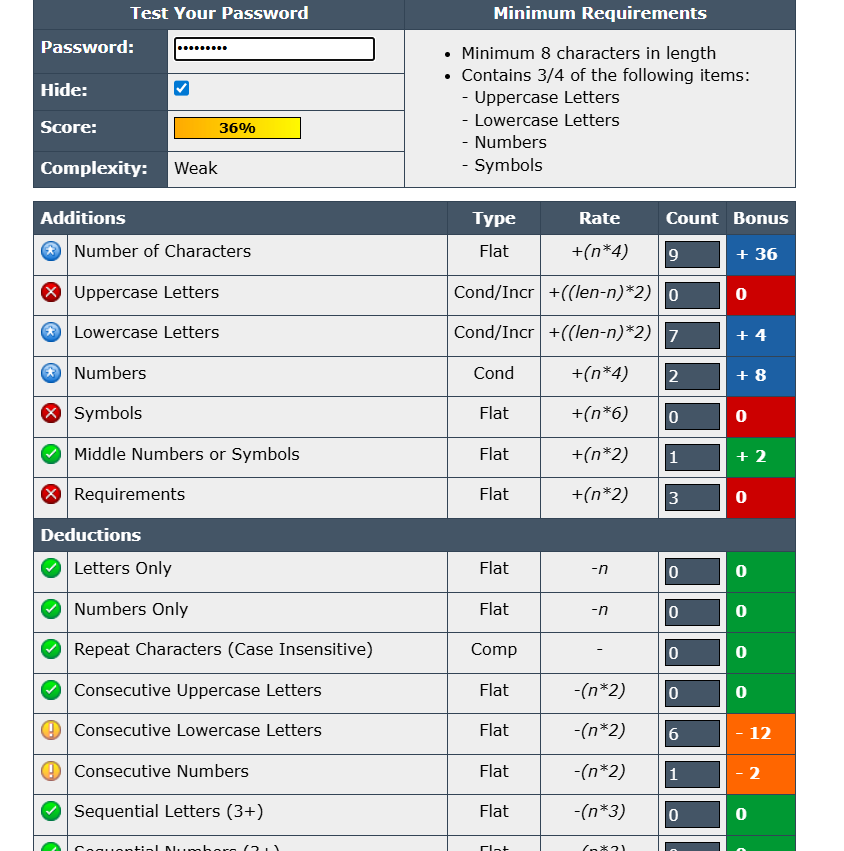 Test Your Password Minimum Requirements
Password: •••••••••
Hide:
Score: 36%
Complexity: Weak
• Minimum 8 characters in length
• Contains 3/4 of the following items:
- Uppercase Letters
- Lowercase Letters
- Numbers
- Symbols
Additions Type Rate Count Bonus
Number of Characters Flat +(n*4) 9 + 36
Uppercase Letters Cond/Incr +((len-n)*2) 0 0
Lowercase Letters Cond/Incr +((len-n)*2) 7 + 4
Numbers Cond +(n*4) 2 + 8
Symbols Flat +(n*6) 0 0
Middle Numbers or Symbols Flat +(n*2) 1 + 2
Requirements Flat +(n*2) 3 0
Deductions
Letters Only Flat -n 0 0
Numbers Only Flat -n 0 0
Repeat Characters (Case Insensitive) Comp - 0 0
Consecutive Uppercase Letters Flat -(n*2) 0 0
Consecutive Lowercase Letters Flat -(n*2) 6 - 12
Consecutive Numbers Flat -(n*2) 1 - 2
Sequential Letters (3+) Flat -(n*3) 0 0
Sequential Numbers (3+) Flat -(n*3)